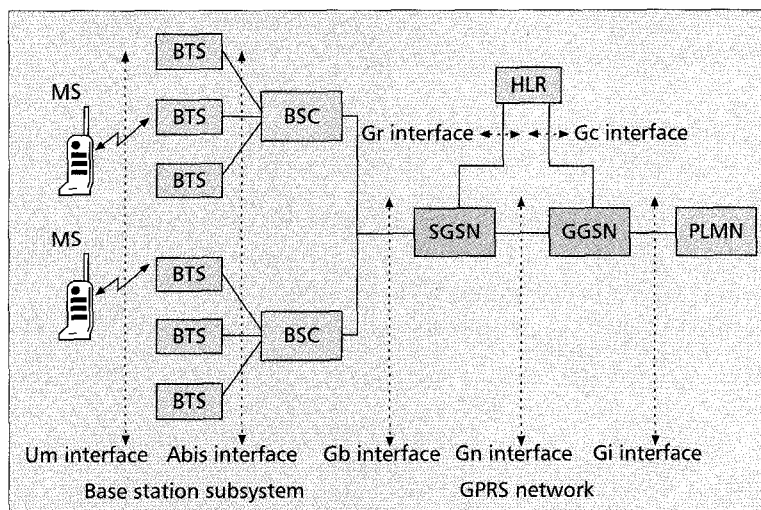 BTS
MS
BTS
BSC
BTS
HLR
Gr interface
Gc interface
SGSN
GGSN
PLMN
MS
BTS
BTS
BSC
BTS
Um interface
Abis interface
Gb interface
Gn interface
Gi interface
Base station subsystem
GPRS network